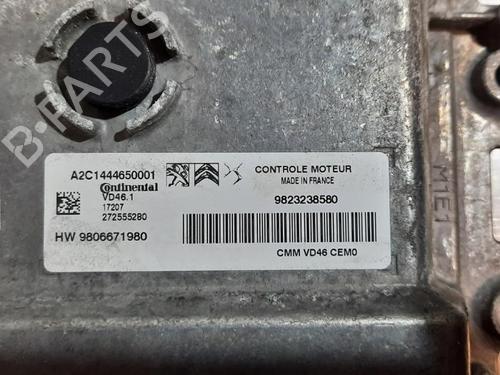 B-PARTS
A2C1444650001
Continental
VD46.1
17207
272555280
HW 9806671980
CONTROLE MOTEUR
MADE IN FRANCE
9823238580
CMM VD46 CEM0
M1E1